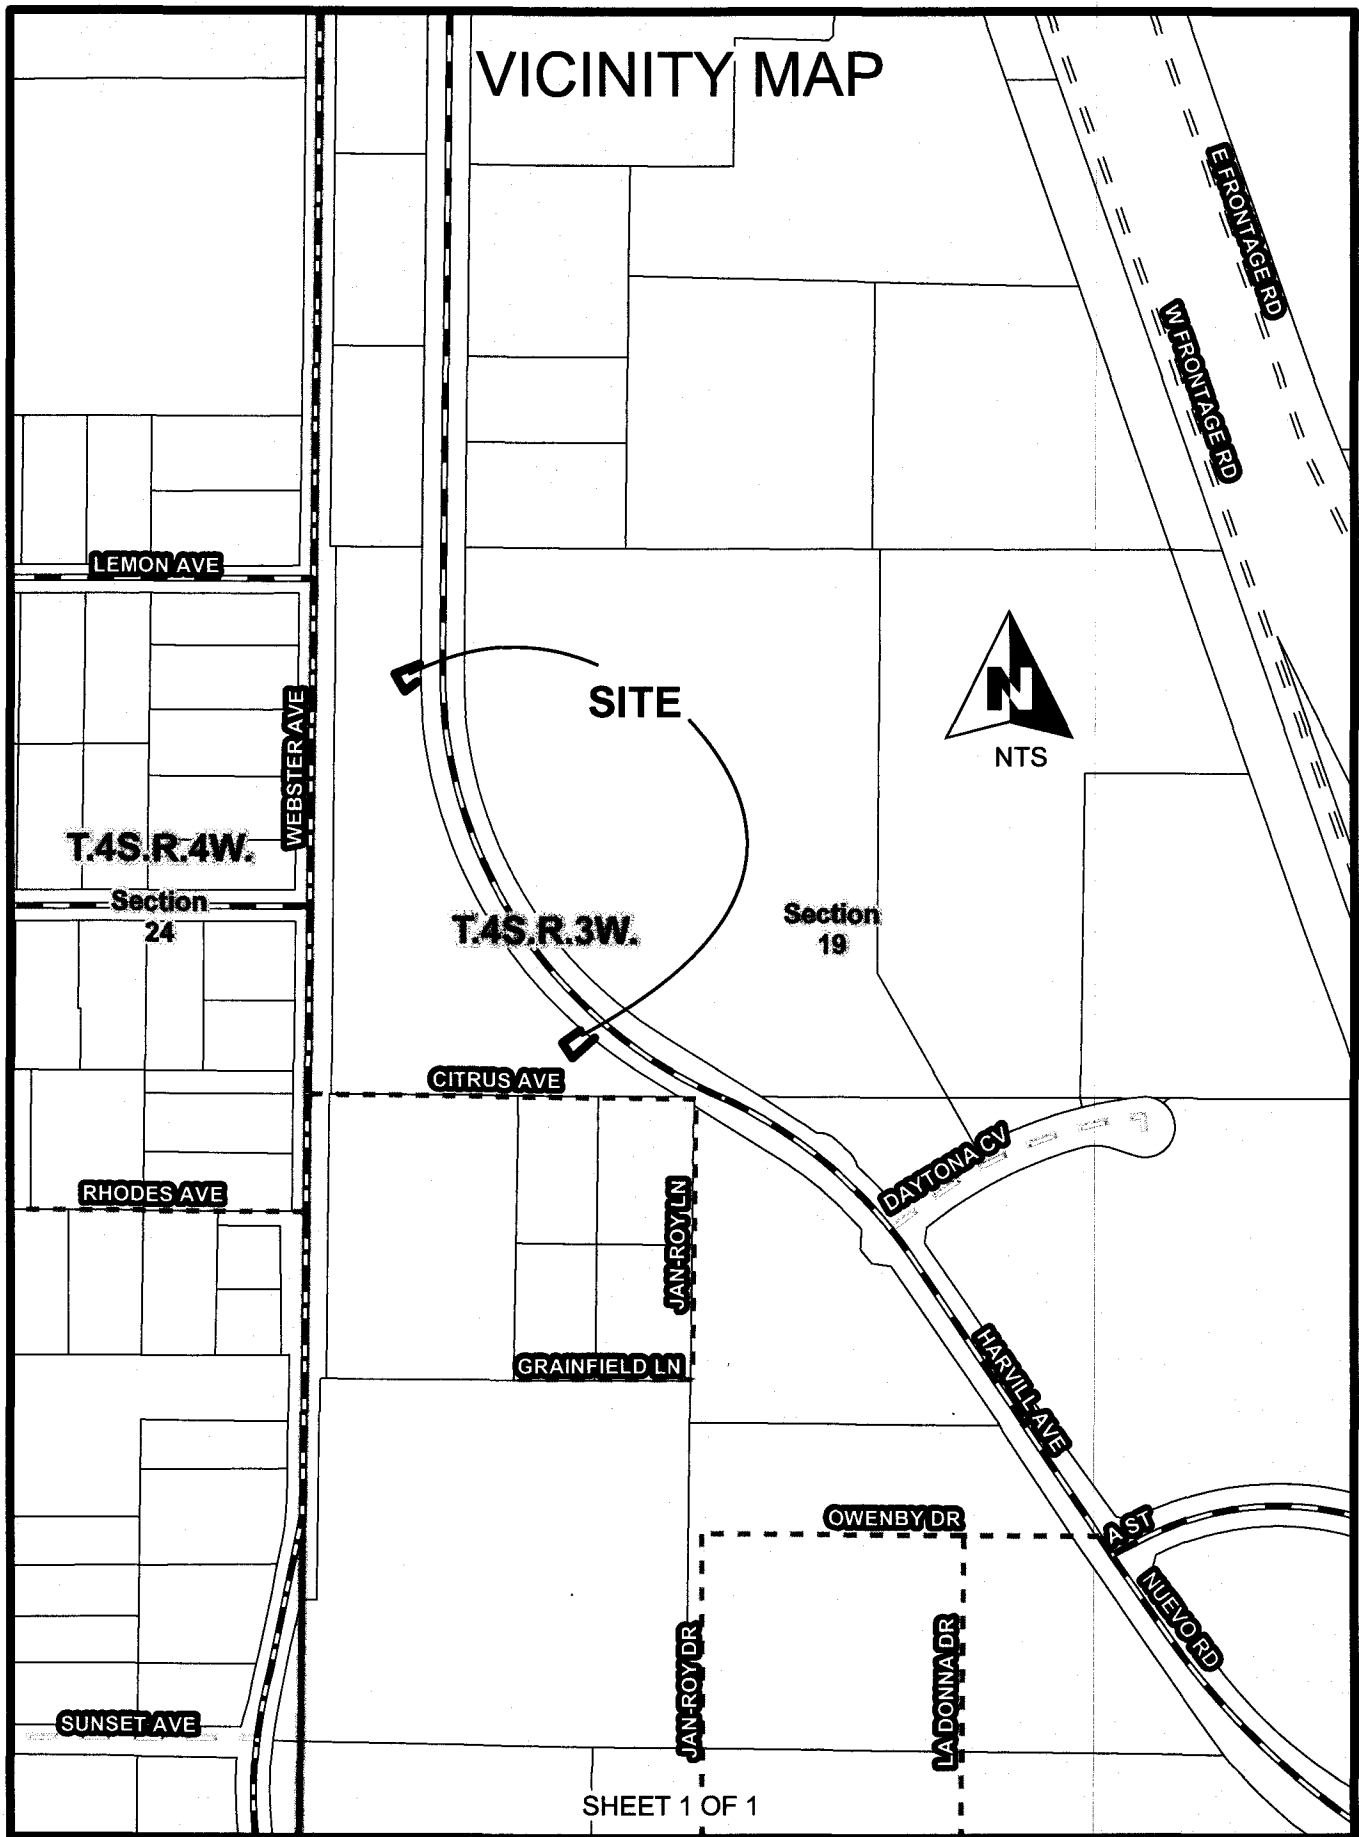 VICINITY MAP
E FRONTAGE RD
W FRONTAGE RD
LEMON AVE
SITE
N
NTS
WEBSTER AVE
T.4S.R.4W.
Section
24
T.4S.R.3W.
Section
19
CITRUS AVE
DAYTONA CV
RHODES AVE
JAN-ROY LN
GRAINFIELD LN
HARVILL AVE
OWENBY DR
A ST
NUEVO RD
JAN-ROY DR
LA DONNA DR
SUNSET AVE
SHEET 1 OF 1